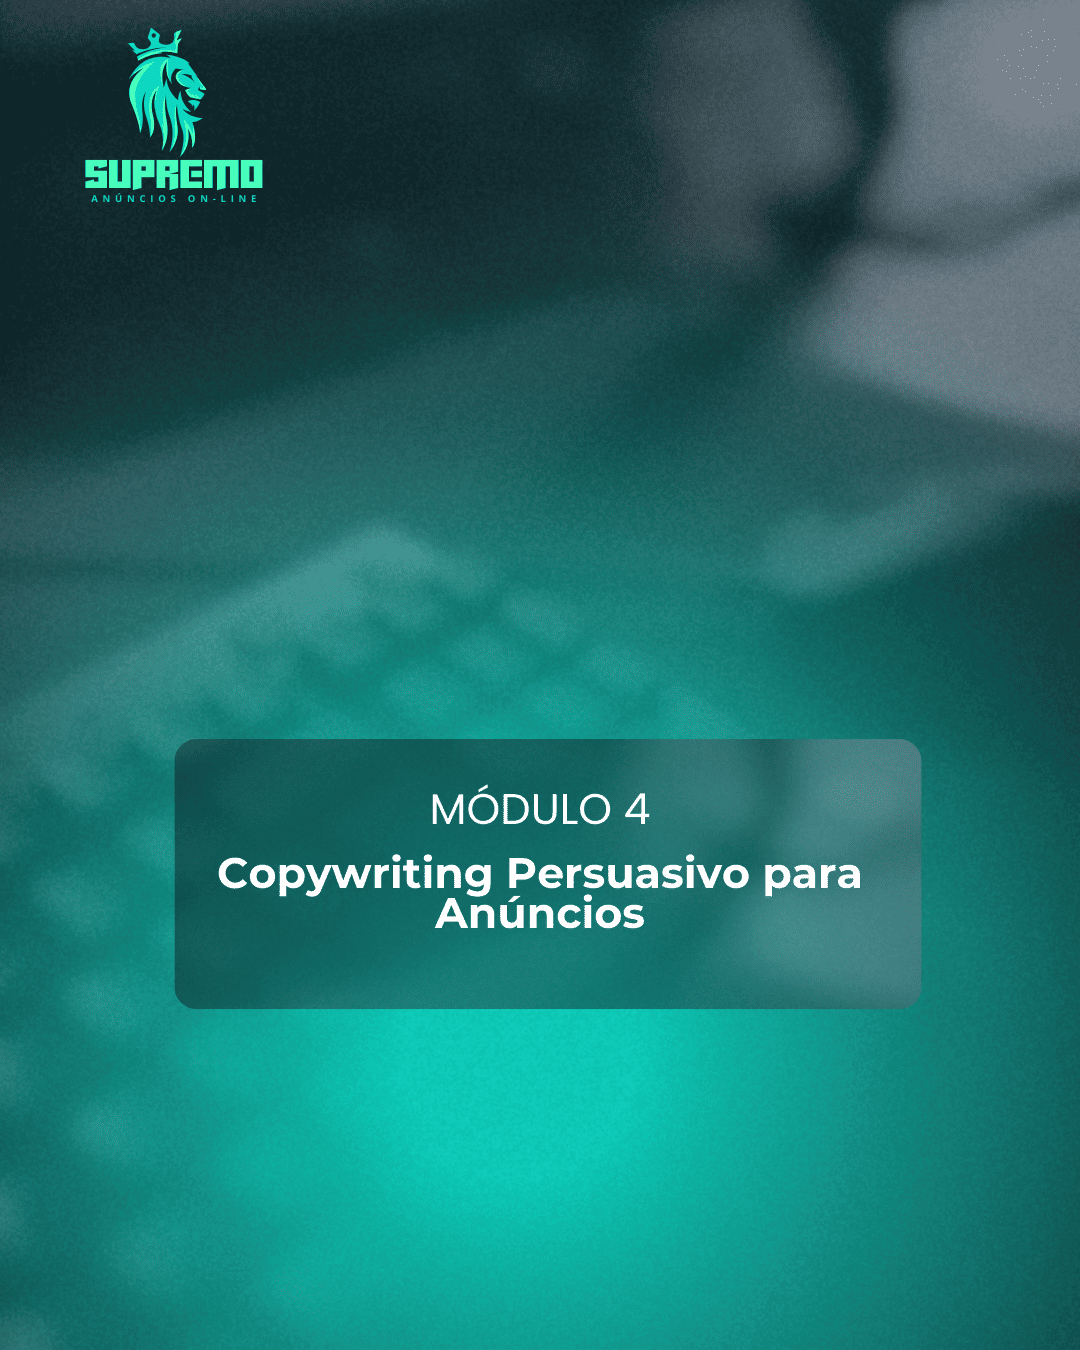 SUPREMO
ANÚNCIOS ON-LINE
MÓDULO 4
Copywriting Persuasivo para
Anúncios